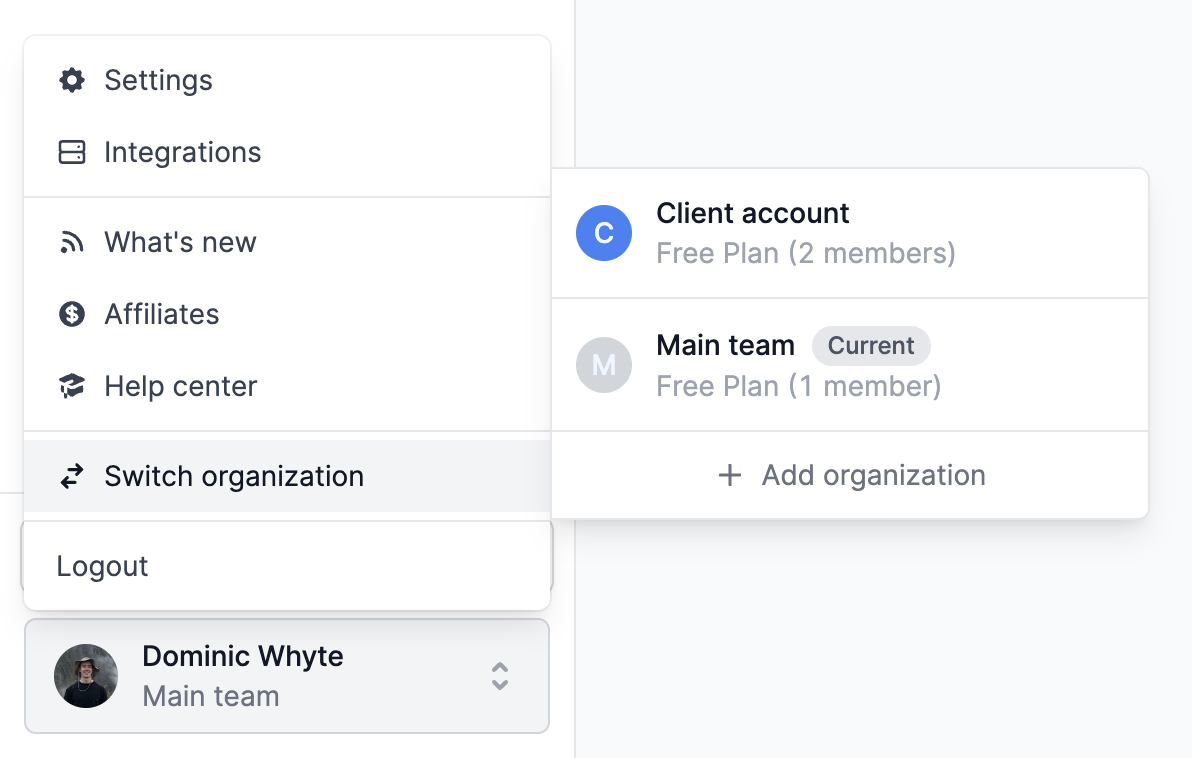 Settings
Integrations
What's new
Affiliates
Help center
Switch organization
Logout
C
Client account
Free Plan (2 members)
M
Main team Current
Free Plan (1 member)
+ Add organization
Dominic Whyte
Main team